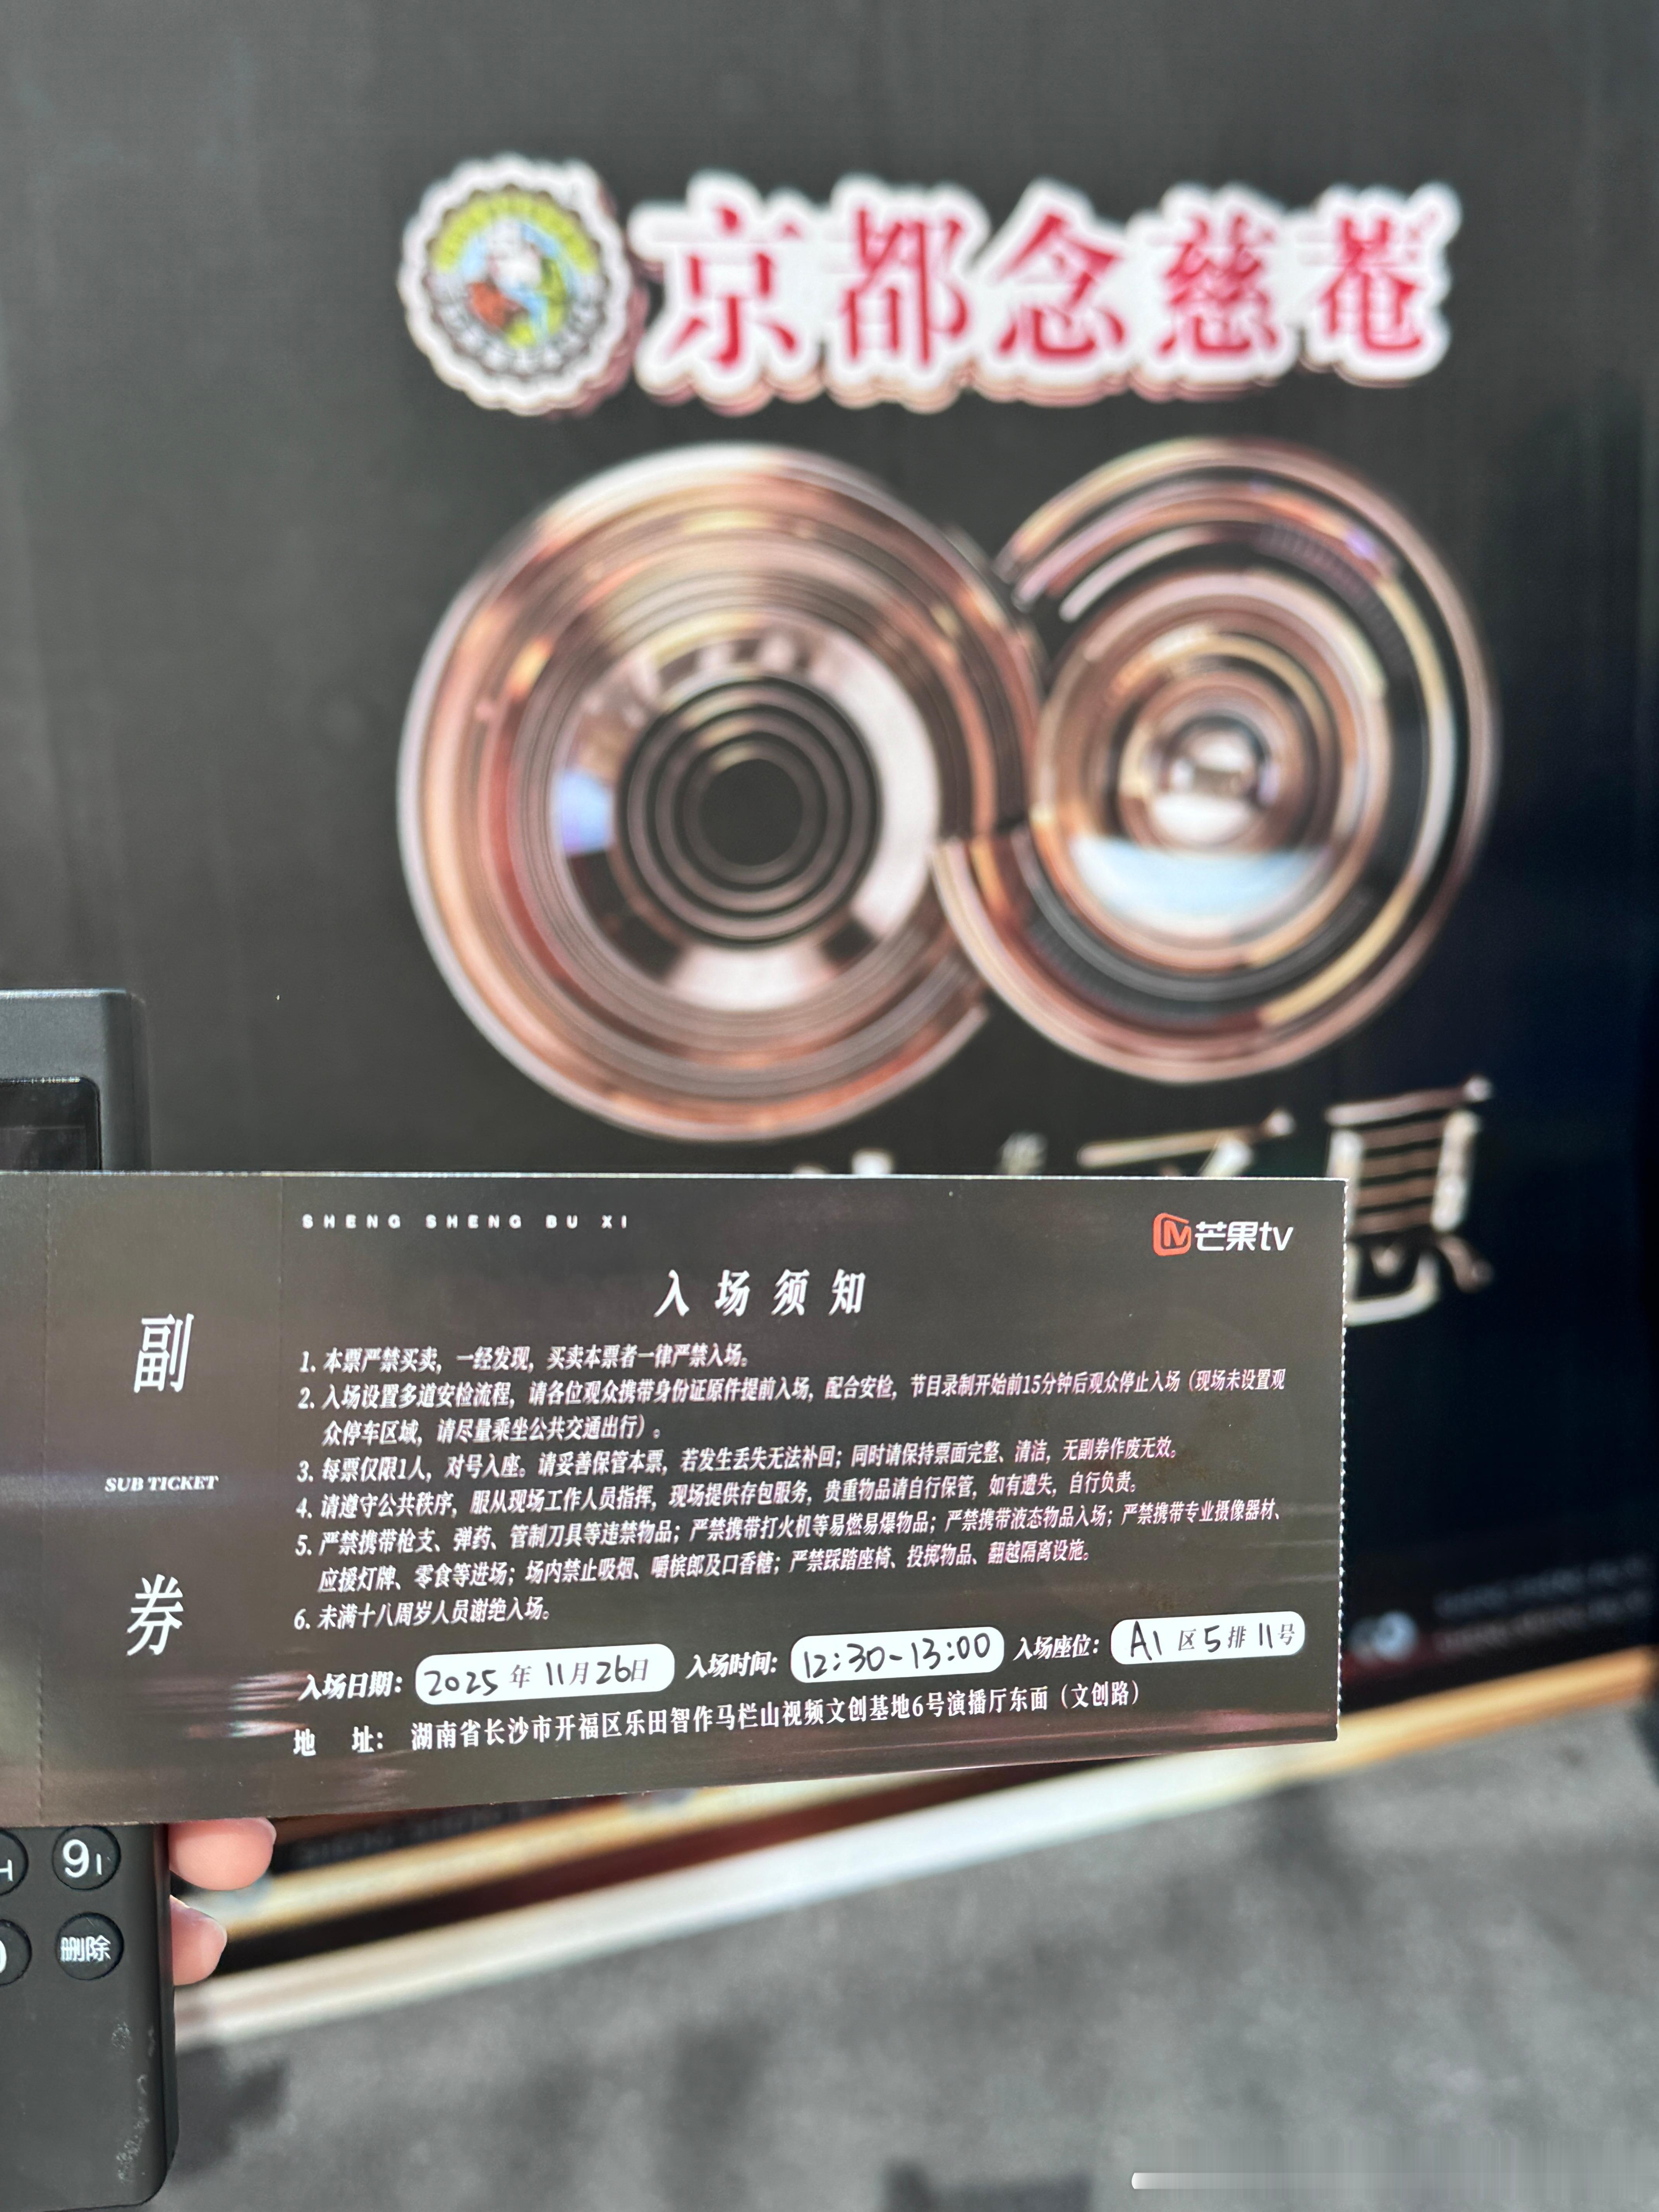 京都念慈菴
息
SHENG SHENG BU XI
芒果tv
入场须知
副
SUB TICKET
券
1. 本票严禁买卖，一经发现，买卖本票者一律严禁入场。
2. 入场设置多道安检流程，请各位观众携带身份证原件提前入场，配合安检，节目录制开始前15分钟后观众停止入场（现场未设置观
众停车区域，请尽量乘坐公共交通出行）。
3. 每票仅限1人，对号入座。请妥善保管本票，若发生丢失无法补回；同时请保持票面完整、清洁，无副券作废无效。
4. 请遵守公共秩序，服从现场工作人员指挥，现场提供存包服务，贵重物品请自行保管，如有遗失，自行负责。
5. 严禁携带枪支、弹药、管制刀具等违禁物品；严禁携带打火机等易燃易爆物品；严禁携带液态物品入场；严禁携带专业摄像器材、
应援灯牌、零食等进场；场内禁止吸烟、嚼槟郎及口香糖；严禁踩踏座椅、投掷物品、翻越隔离设施。
6. 未满十八周岁人员谢绝入场。
入场日期：2025年11月26日 入场时间：12:30-13:00 入场座位：A1区5排11号
地 址：湖南省长沙市开福区乐田智作马栏山视频文创基地6号演播厅东面（文创路）
9I
删除